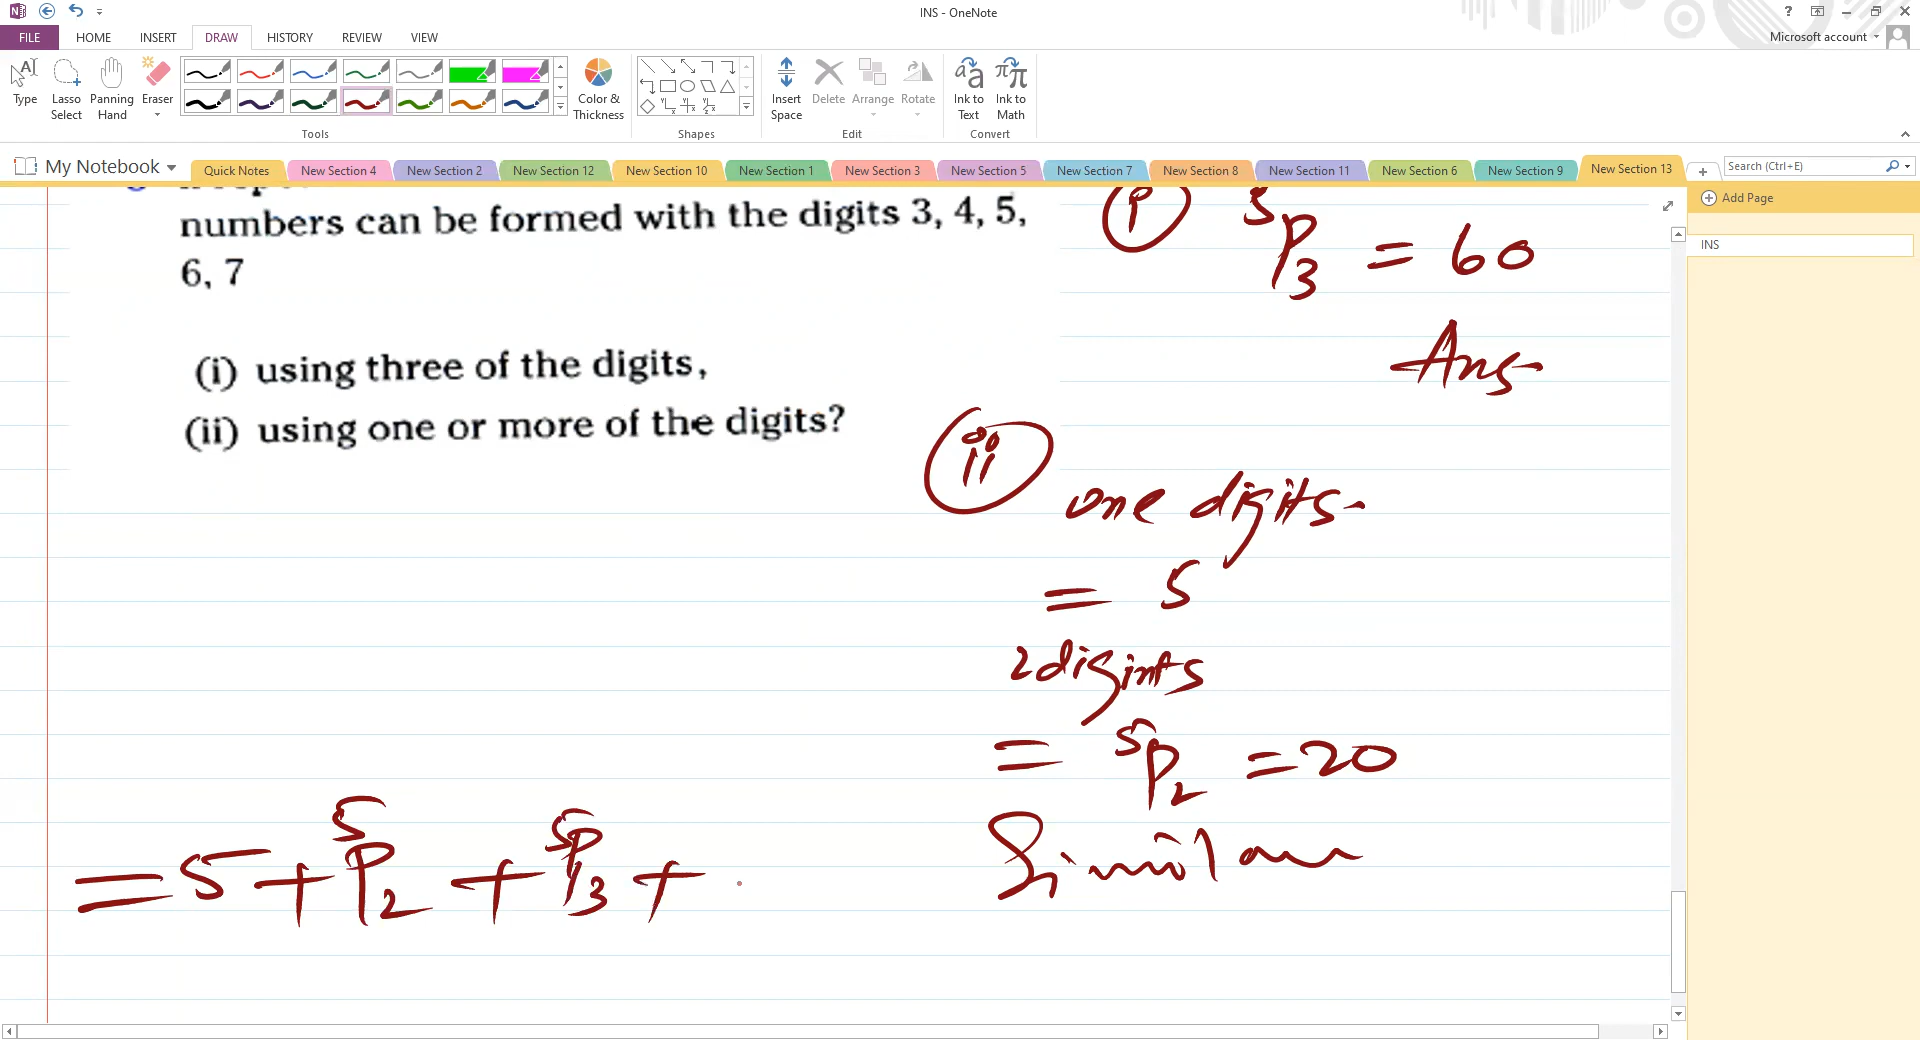 INS - OneNote
?
FILE HOME INSERT DRAW HISTORY REVIEW VIEW
Microsoft account
Type
Lasso Select
Panning Hand
Eraser
Color & Thickness
Insert Space
Delete
Arrange
Rotate
Ink to Text
Ink to Math
Tools
Shapes
Edit
Convert
My Notebook
Quick Notes
New Section 4
New Section 2
New Section 12
New Section 10
New Section 1
New Section 3
New Section 5
New Section 7
New Section 8
New Section 11
New Section 6
New Section 9
New Section 13
Search (Ctrl+E)
Add Page
INS
numbers can be formed with the digits 3, 4, 5,
6, 7
(i) using three of the digits,
(ii) using one or more of the digits?
i
5P3 = 60
Ans
ii
one digits
= 5
2digints
= 5P2 = 20
Similar
= 5 + 5P2 + 5P3 +